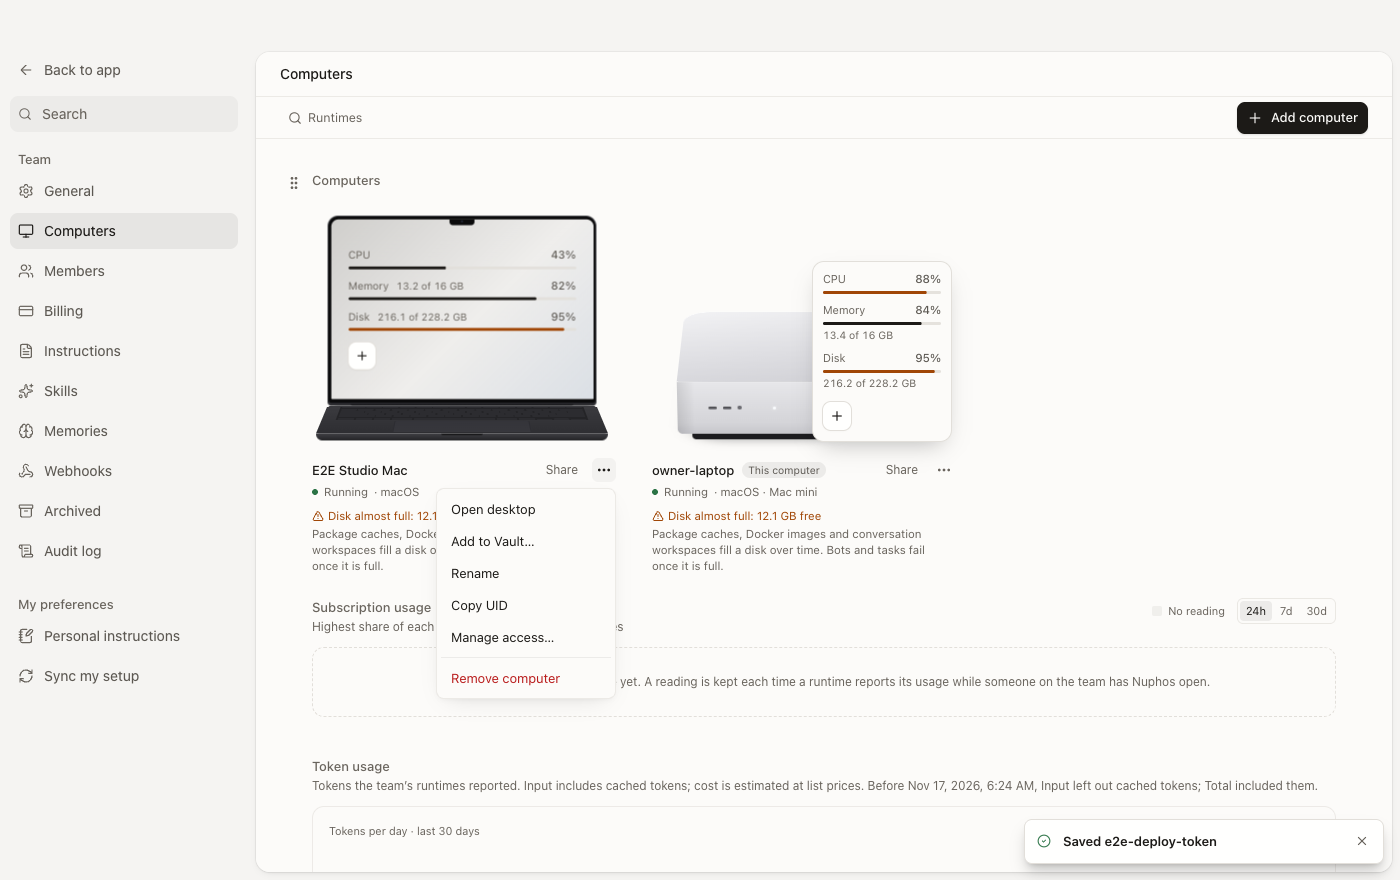 Back to app
Search
Team
General
Computers
Members
Billing
Instructions
Skills
Memories
Webhooks
Archived
Audit log
My preferences
Personal instructions
Sync my setup
Computers
Runtimes
Add computer
Computers
CPU 43%
Memory 13.2 of 16 GB 82%
Disk 216.1 of 228.2 GB 95%
CPU 88%
Memory 84%
13.4 of 16 GB
Disk 95%
216.2 of 228.2 GB
E2E Studio Mac Share
Running · macOS
Disk almost full: 12.1
Package caches, Docke
workspaces fill a disk o
once it is full.
Open desktop
Add to Vault...
Rename
Copy UID
Manage access...
Remove computer
owner-laptop This computer Share
Running · macOS · Mac mini
Disk almost full: 12.1 GB free
Package caches, Docker images and conversation
workspaces fill a disk over time. Bots and tasks fail
once it is full.
Subscription usage
Highest share of each
No reading 24h 7d 30d
yet. A reading is kept each time a runtime reports its usage while someone on the team has Nuphos open.
Token usage
Tokens the team's runtimes reported. Input includes cached tokens; cost is estimated at list prices. Before Nov 17, 2026, 6:24 AM, Input left out cached tokens; Total included them.
Tokens per day · last 30 days
Saved e2e-deploy-token